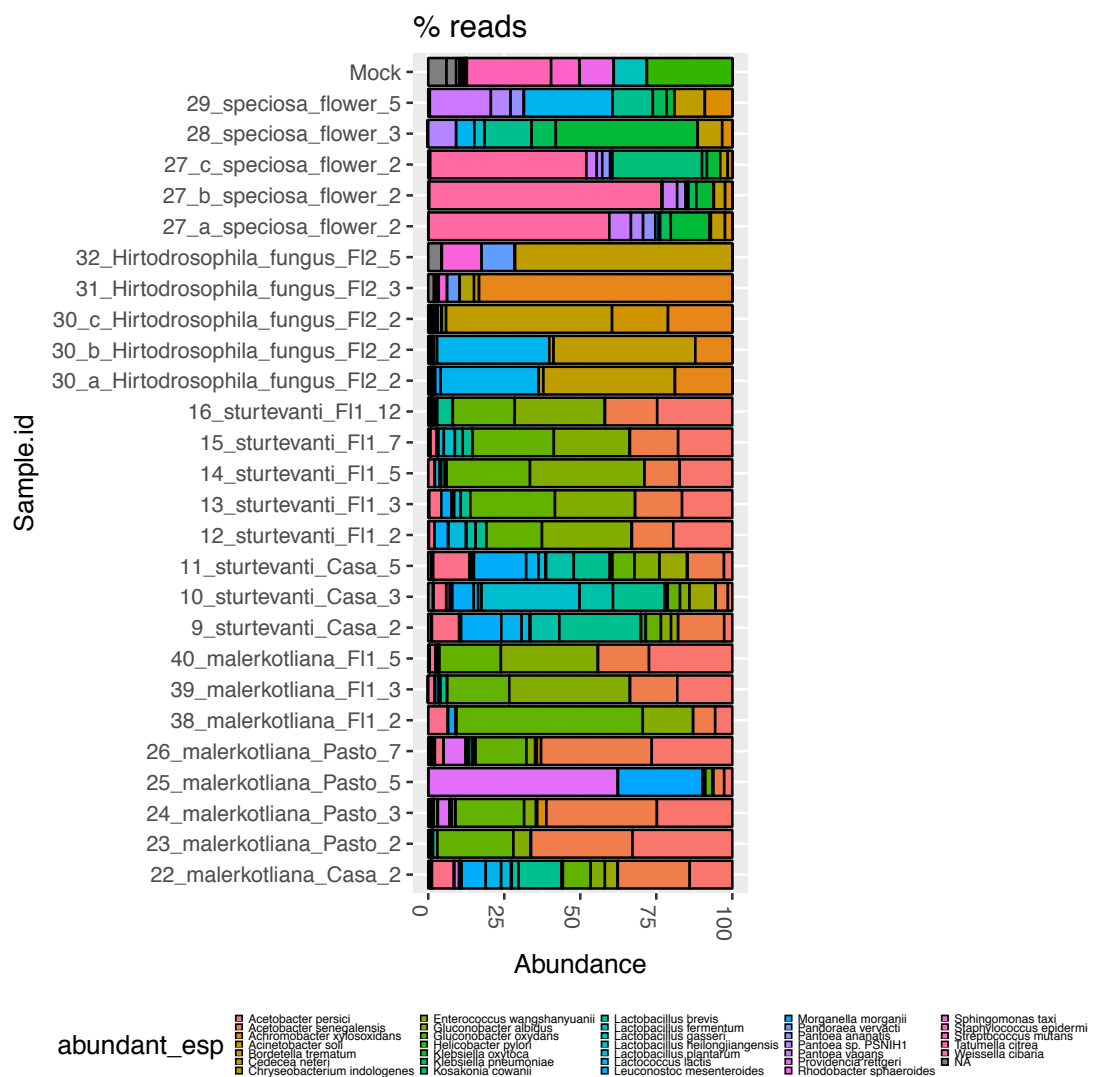 % reads
Mock
29_speciosa_flower_5
28_speciosa_flower_3
27_c_speciosa_flower_2
27_b_speciosa_flower_2
27_a_speciosa_flower_2
32_Hirtodrosophila_fungus_Fl2_5
31_Hirtodrosophila_fungus_Fl2_3
30_c_Hirtodrosophila_fungus_Fl2_2
30_b_Hirtodrosophila_fungus_Fl2_2
30_a_Hirtodrosophila_fungus_Fl2_2
16_sturtevanti_Fl1_12
15_sturtevanti_Fl1_7
14_sturtevanti_Fl1_5
13_sturtevanti_Fl1_3
12_sturtevanti_Fl1_2
11_sturtevanti_Casa_5
10_sturtevanti_Casa_3
9_sturtevanti_Casa_2
40_malerkotliana_Fl1_5
39_malerkotliana_Fl1_3
38_malerkotliana_Fl1_2
26_malerkotliana_Pasto_7
25_malerkotliana_Pasto_5
24_malerkotliana_Pasto_3
23_malerkotliana_Pasto_2
22_malerkotliana_Casa_2
Sample.id
0 25 50 75 100
Abundance
abundant_esp
Acetobacter persici
Acetobacter senegalensis
Achromobacter xylosoxidans
Acinetobacter soli
Bordetella trematum
Cedecea neteri
Chryseobacterium indologenes
Enterococcus wangshanyuanii
Gluconobacter albidus
Gluconobacter oxydans
Helicobacter pylori
Klebsiella oxytoca
Klebsiella pneumoniae
Kosakonia cowanii
Lactobacillus brevis
Lactobacillus fermentum
Lactobacillus gasseri
Lactobacillus heilongjiangensis
Lactobacillus plantarum
Lactococcus lactis
Leuconostoc mesenteroides
Morganella morganii
Pandoraea vervacti
Pantoea ananatis
Pantoea sp. PSNIH1
Pantoea vagans
Providencia rettgeri
Rhodobacter sphaeroides
Sphingomonas taxi
Staphylococcus epidermi
Streptococcus mutans
Tatumella citrea
Weissella cibaria
NA